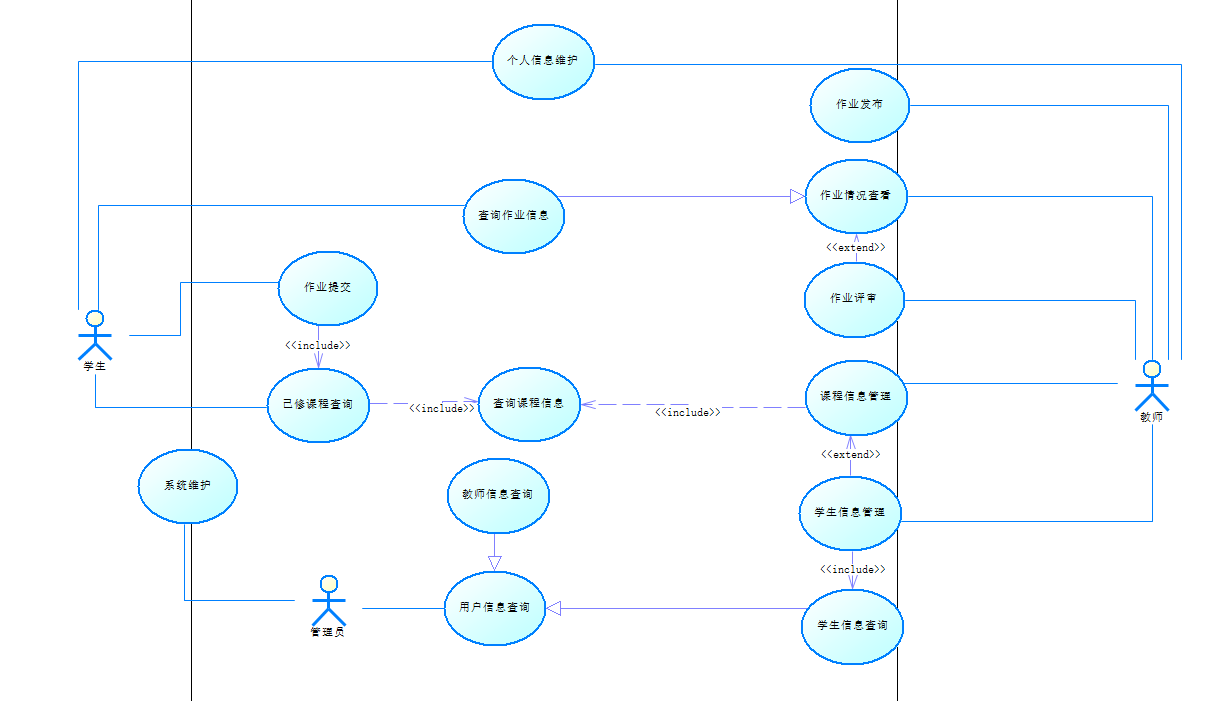 个人信息维护
作业发布
作业情况查看
查询作业信息
<<extend>>
作业提交
作业评审
<<include>>
学生
已修课程查询
<<include>>
查询课程信息
<<include>>
课程信息管理
教师
<<extend>>
系统维护
教师信息查询
学生信息管理
<<include>>
用户信息查询
学生信息查询
管理员